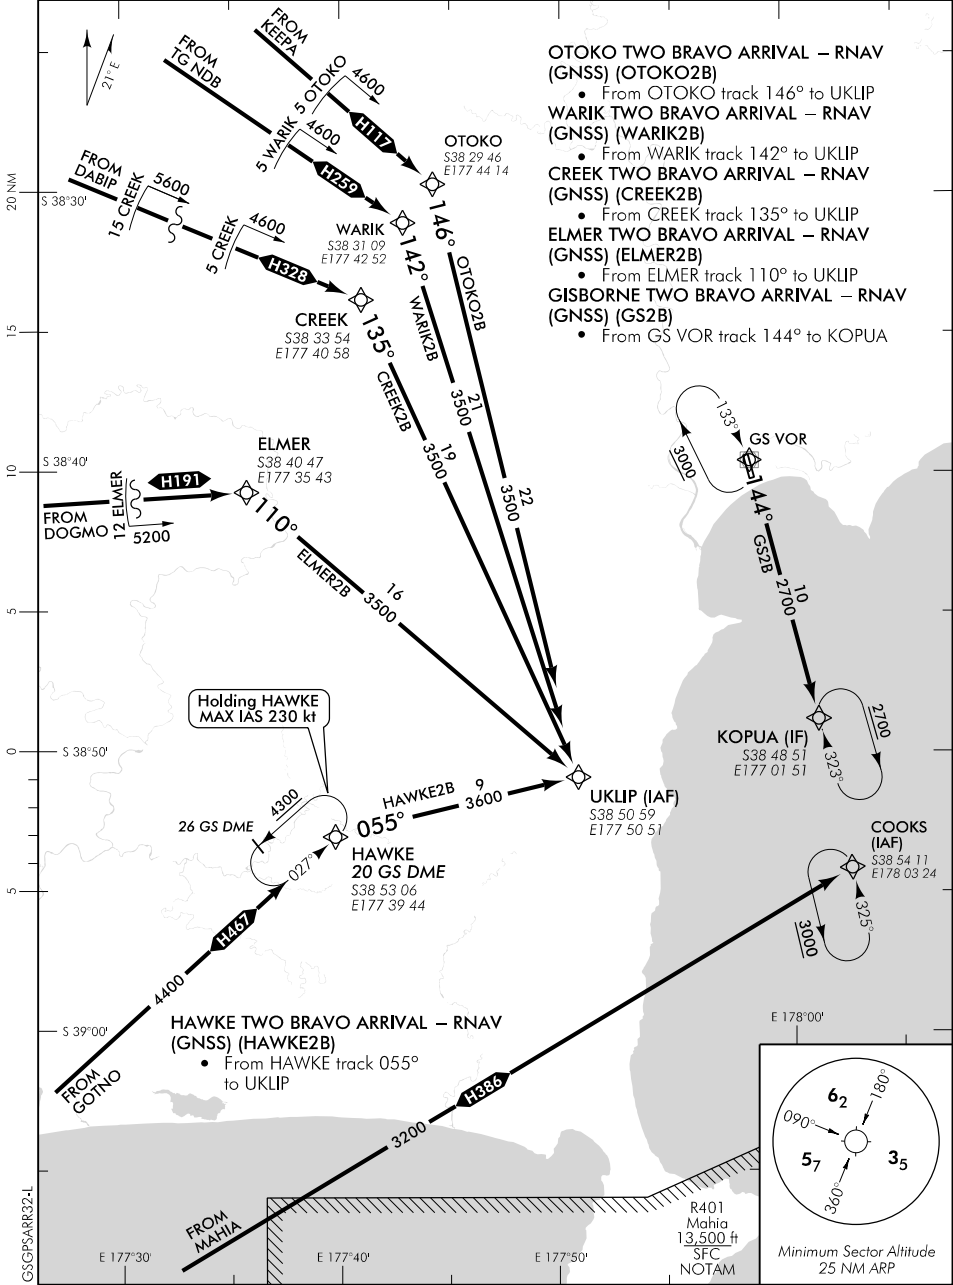 FROM
KEEPA
FROM
TG NDB
21° E
5 OTOKO
4600
5 WARIK
4600
H117
H259
OTOKO TWO BRAVO ARRIVAL – RNAV
(GNSS) (OTOKO2B)
• From OTOKO track 146° to UKLIP
WARIK TWO BRAVO ARRIVAL – RNAV
(GNSS) (WARIK2B)
• From WARIK track 142° to UKLIP
CREEK TWO BRAVO ARRIVAL – RNAV
(GNSS) (CREEK2B)
• From CREEK track 135° to UKLIP
ELMER TWO BRAVO ARRIVAL – RNAV
(GNSS) (ELMER2B)
• From ELMER track 110° to UKLIP
GISBORNE TWO BRAVO ARRIVAL – RNAV
(GNSS) (GS2B)
• From GS VOR track 144° to KOPUA
OTOKO
S38 29 46
E177 44 14
FROM
DABIP
15 CREEK
5600
5 CREEK
4600
H328
20 NM
S 38°30'
WARIK
S38 31 09
E177 42 52
146°
OTOKO2B
22
3500
142°
WARIK2B
21
3500
CREEK
S38 33 54
E177 40 58
135°
CREEK2B
19
3500
15
ELMER
S38 40 47
E177 35 43
10
S 38°40'
H191
FROM
DOGMO
12 ELMER
5200
110°
ELMER2B
16
3500
133°
3000
GS VOR
144°
GS2B
10
2700
5
Holding HAWKE
MAX IAS 230 kt
0
S 38°50'
KOPUA (IF)
S38 48 51
E177 01 51
2700
323°
UKLIP (IAF)
S38 50 59
E177 50 51
HAWKE2B
9
3600
055°
4300
26 GS DME
027°
HAWKE
20 GS DME
S38 53 06
E177 39 44
COOKS
(IAF)
S38 54 11
E178 03 24
3000
325°
5
H467
4400
FROM
GOTNO
S 39°00'
HAWKE TWO BRAVO ARRIVAL – RNAV
(GNSS) (HAWKE2B)
• From HAWKE track 055°
to UKLIP
E 178°00'
H386
3200
FROM
MAHIA
R401
Mahia
13,500 ft
SFC
NOTAM
62
180°
090°
57
35
360°
Minimum Sector Altitude
25 NM ARP
E 177°30'
E 177°40'
E 177°50'
GSGPSARR32-L